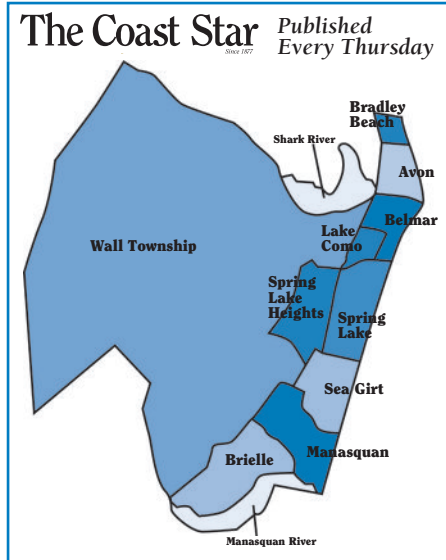 The Coast Star
Since 1877
Published
Every Thursday
Bradley
Beach
Shark River
Avon
Belmar
Lake
Como
Wall Township
Spring
Lake
Heights
Spring
Lake
Sea Girt
Manasquan
Brielle
Manasquan River